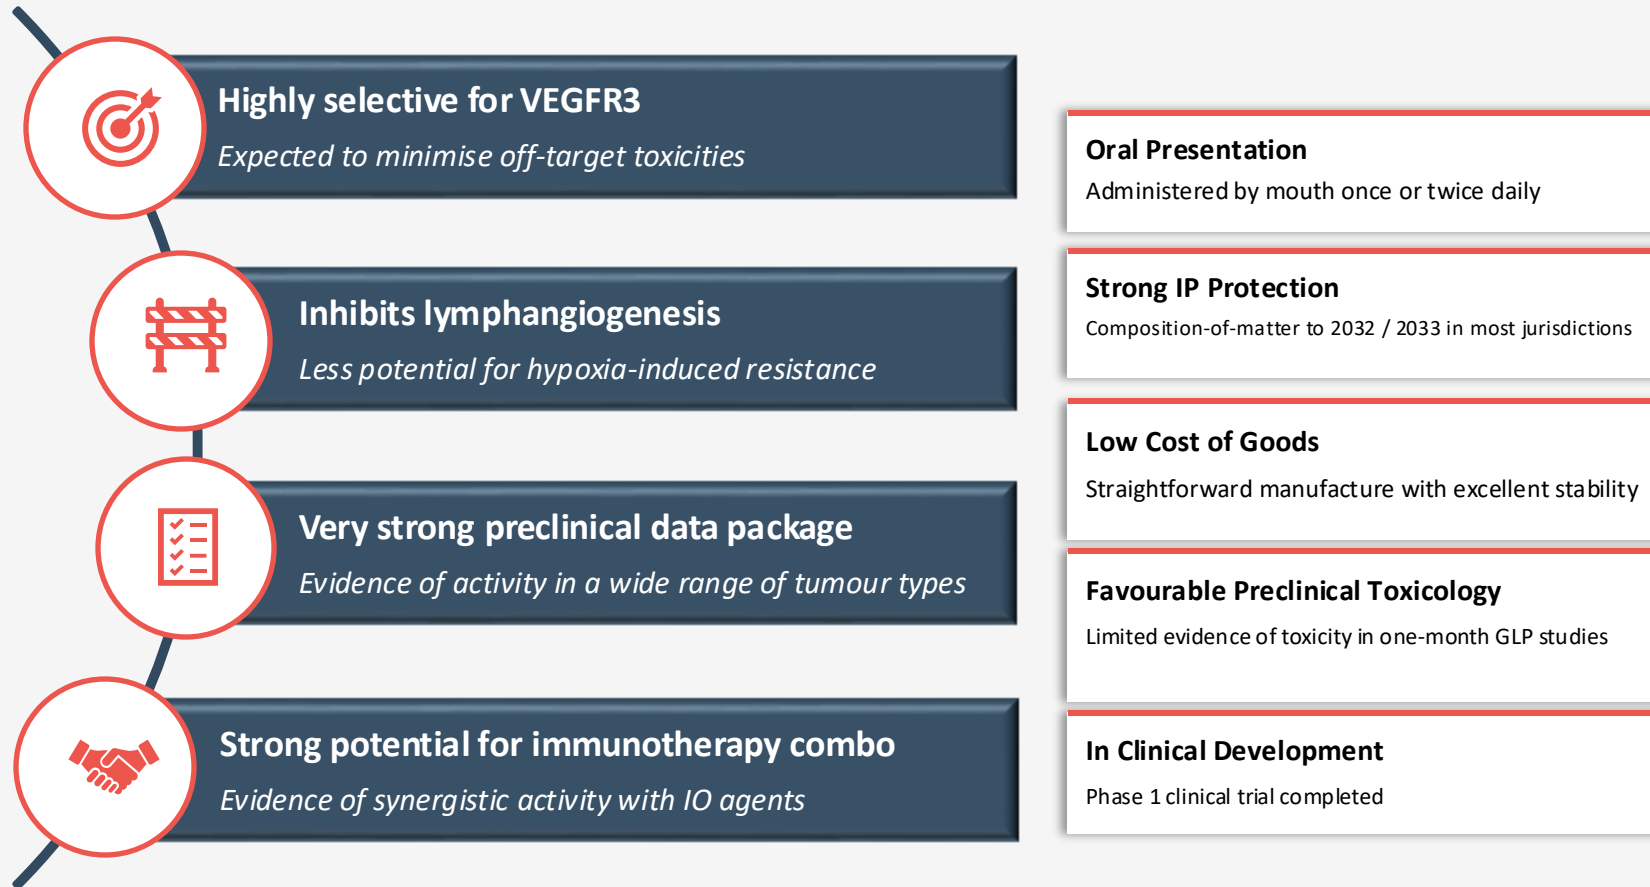 Highly selective for VEGFR3
Expected to minimise off-target toxicities
Inhibits lymphangiogenesis
Less potential for hypoxia-induced resistance
Very strong preclinical data package
Evidence of activity in a wide range of tumour types
Strong potential for immunotherapy combo
Evidence of synergistic activity with IO agents
Oral Presentation
Administered by mouth once or twice daily
Strong IP Protection
Composition-of-matter to 2032 / 2033 in most jurisdictions
Low Cost of Goods
Straightforward manufacture with excellent stability
Favourable Preclinical Toxicology
Limited evidence of toxicity in one-month GLP studies
In Clinical Development
Phase 1 clinical trial completed